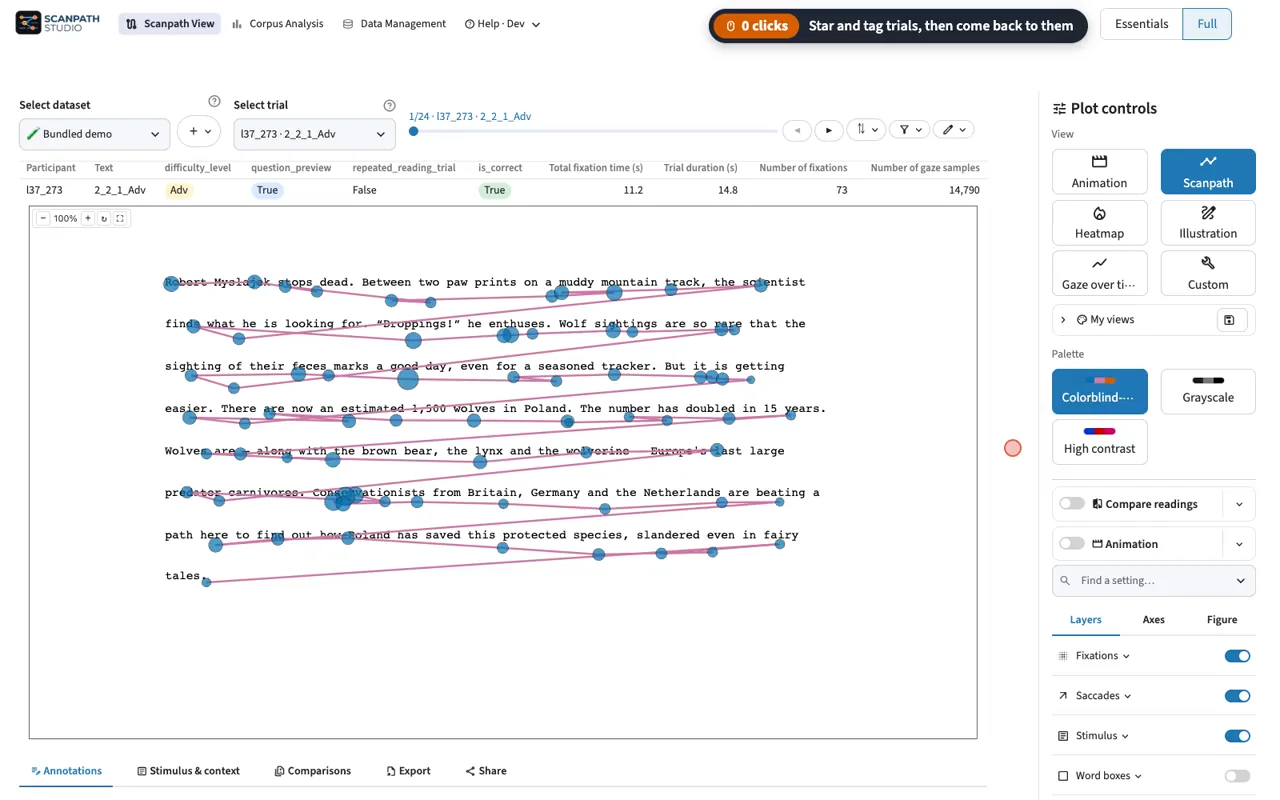 SCANPATH STUDIO
Scanpath View
Corpus Analysis
Data Management
Help · Dev
0 clicks Star and tag trials, then come back to them
Essentials
Full
Select dataset
Bundled demo
+
Select trial
l37_273 · 2_2_1_Adv
1/24 · l37_273 · 2_2_1_Adv
Participant Text difficulty_level question_preview repeated_reading_trial is_correct Total fixation time (s) Trial duration (s) Number of fixations Number of gaze samples
l37_273 2_2_1_Adv Adv True False True 11.2 14.8 73 14,790
− 100% +
Robert Myslajek stops dead. Between two paw prints on a muddy mountain track, the scientist
finds what he is looking for. “Droppings!” he enthuses. Wolf sightings are so rare that the
sighting of their feces marks a good day, even for a seasoned tracker. But it is getting
easier. There are now an estimated 1,500 wolves in Poland. The number has doubled in 15 years.
Wolves are – along with the brown bear, the lynx and the wolverine – Europe's last large
predator carnivores. Conservationists from Britain, Germany and the Netherlands are beating a
path here to find out how Poland has saved this protected species, slandered even in fairy
tales.
Annotations
Stimulus & context
Comparisons
Export
Share
Plot controls
View
Animation
Scanpath
Heatmap
Illustration
Gaze over ti···
Custom
My views
Palette
Colorblind-···
Grayscale
High contrast
Compare readings
Animation
Find a setting…
Layers Axes Figure
Fixations
Saccades
Stimulus
Word boxes